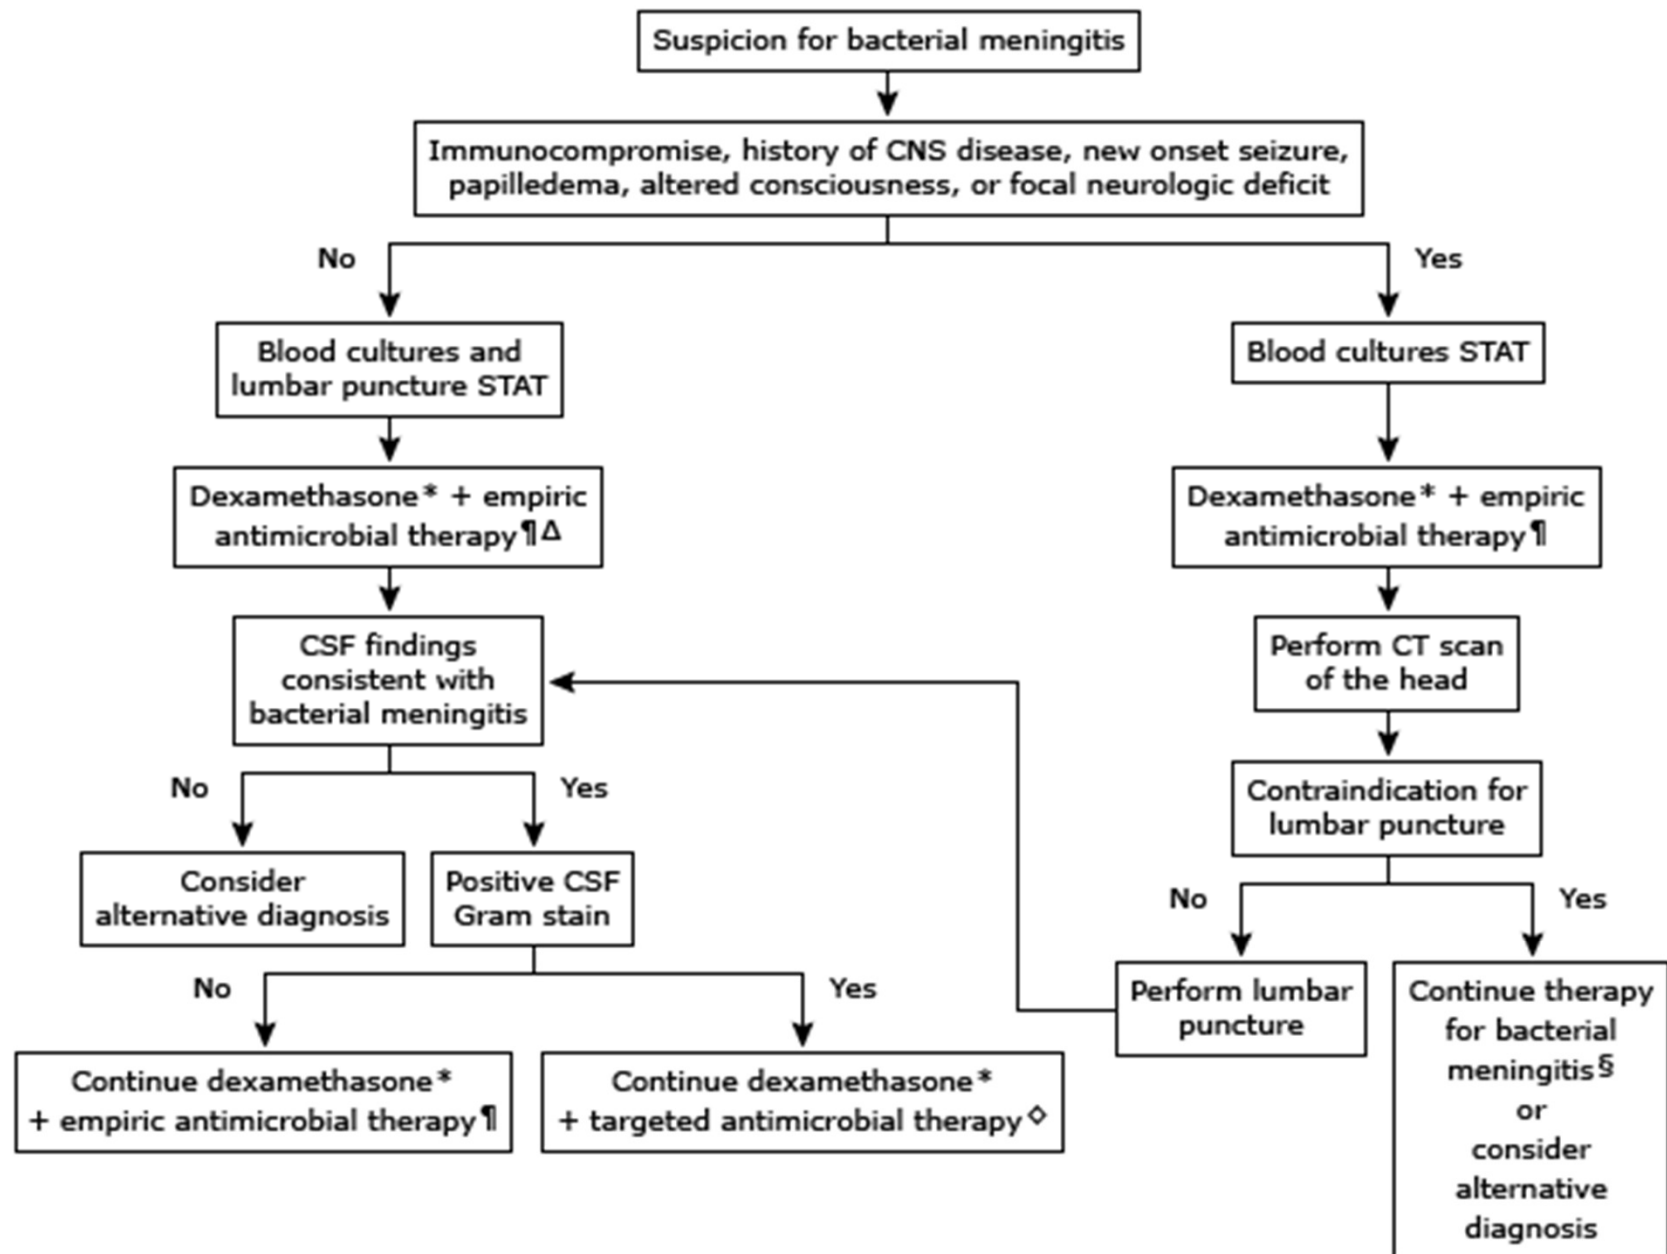 Suspicion for bacterial meningitis
Immunocompromise, history of CNS disease, new onset seizure,
papilledema, altered consciousness, or focal neurologic deficit
No
Yes
Blood cultures and
lumbar puncture STAT
Blood cultures STAT
Dexamethasone* + empiric
antimicrobial therapy¶Δ
Dexamethasone* + empiric
antimicrobial therapy¶
CSF findings
consistent with
bacterial meningitis
Perform CT scan
of the head
Contraindication for
lumbar puncture
No
Yes
Consider
alternative diagnosis
Positive CSF
Gram stain
No
Yes
No
Yes
Perform lumbar
puncture
Continue therapy
for bacterial
meningitis§
or
consider
alternative
diagnosis
Continue dexamethasone*
+ empiric antimicrobial therapy¶
Continue dexamethasone*
+ targeted antimicrobial therapy◇